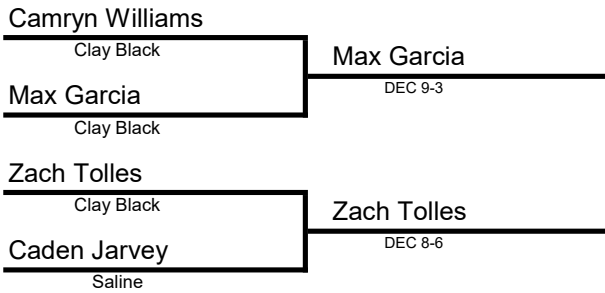 Camryn Williams
Clay Black
Max Garcia
DEC 9-3
Max Garcia
Clay Black
Zach Tolles
Clay Black
Zach Tolles
DEC 8-6
Caden Jarvey
Saline